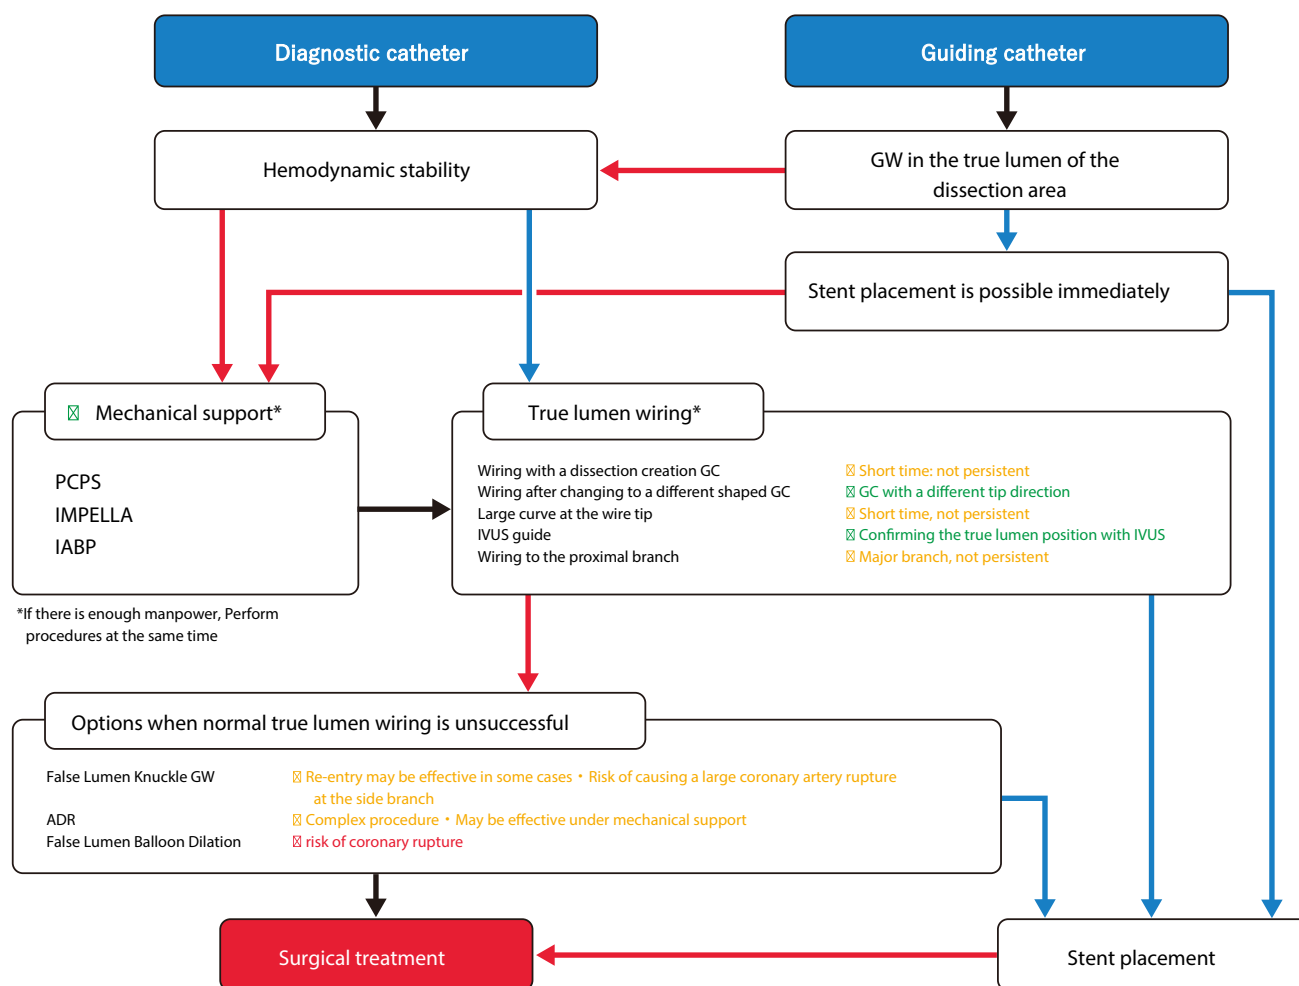 Diagnostic catheter
Guiding catheter
Hemodynamic stability
GW in the true lumen of the
dissection area
Stent placement is possible immediately
Mechanical support*
PCPS
IMPELLA
IABP
*If there is enough manpower, Perform
procedures at the same time
True lumen wiring*
Wiring with a dissection creation GC
Short time: not persistent
Wiring after changing to a different shaped GC
GC with a different tip direction
Large curve at the wire tip
Short time, not persistent
IVUS guide
Confirming the true lumen position with IVUS
Wiring to the proximal branch
Major branch, not persistent
Options when normal true lumen wiring is unsuccessful
False Lumen Knuckle GW
Re-entry may be effective in some cases・Risk of causing a large coronary artery rupture
at the side branch
ADR
Complex procedure・May be effective under mechanical support
False Lumen Balloon Dilation
risk of coronary rupture
Surgical treatment
Stent placement